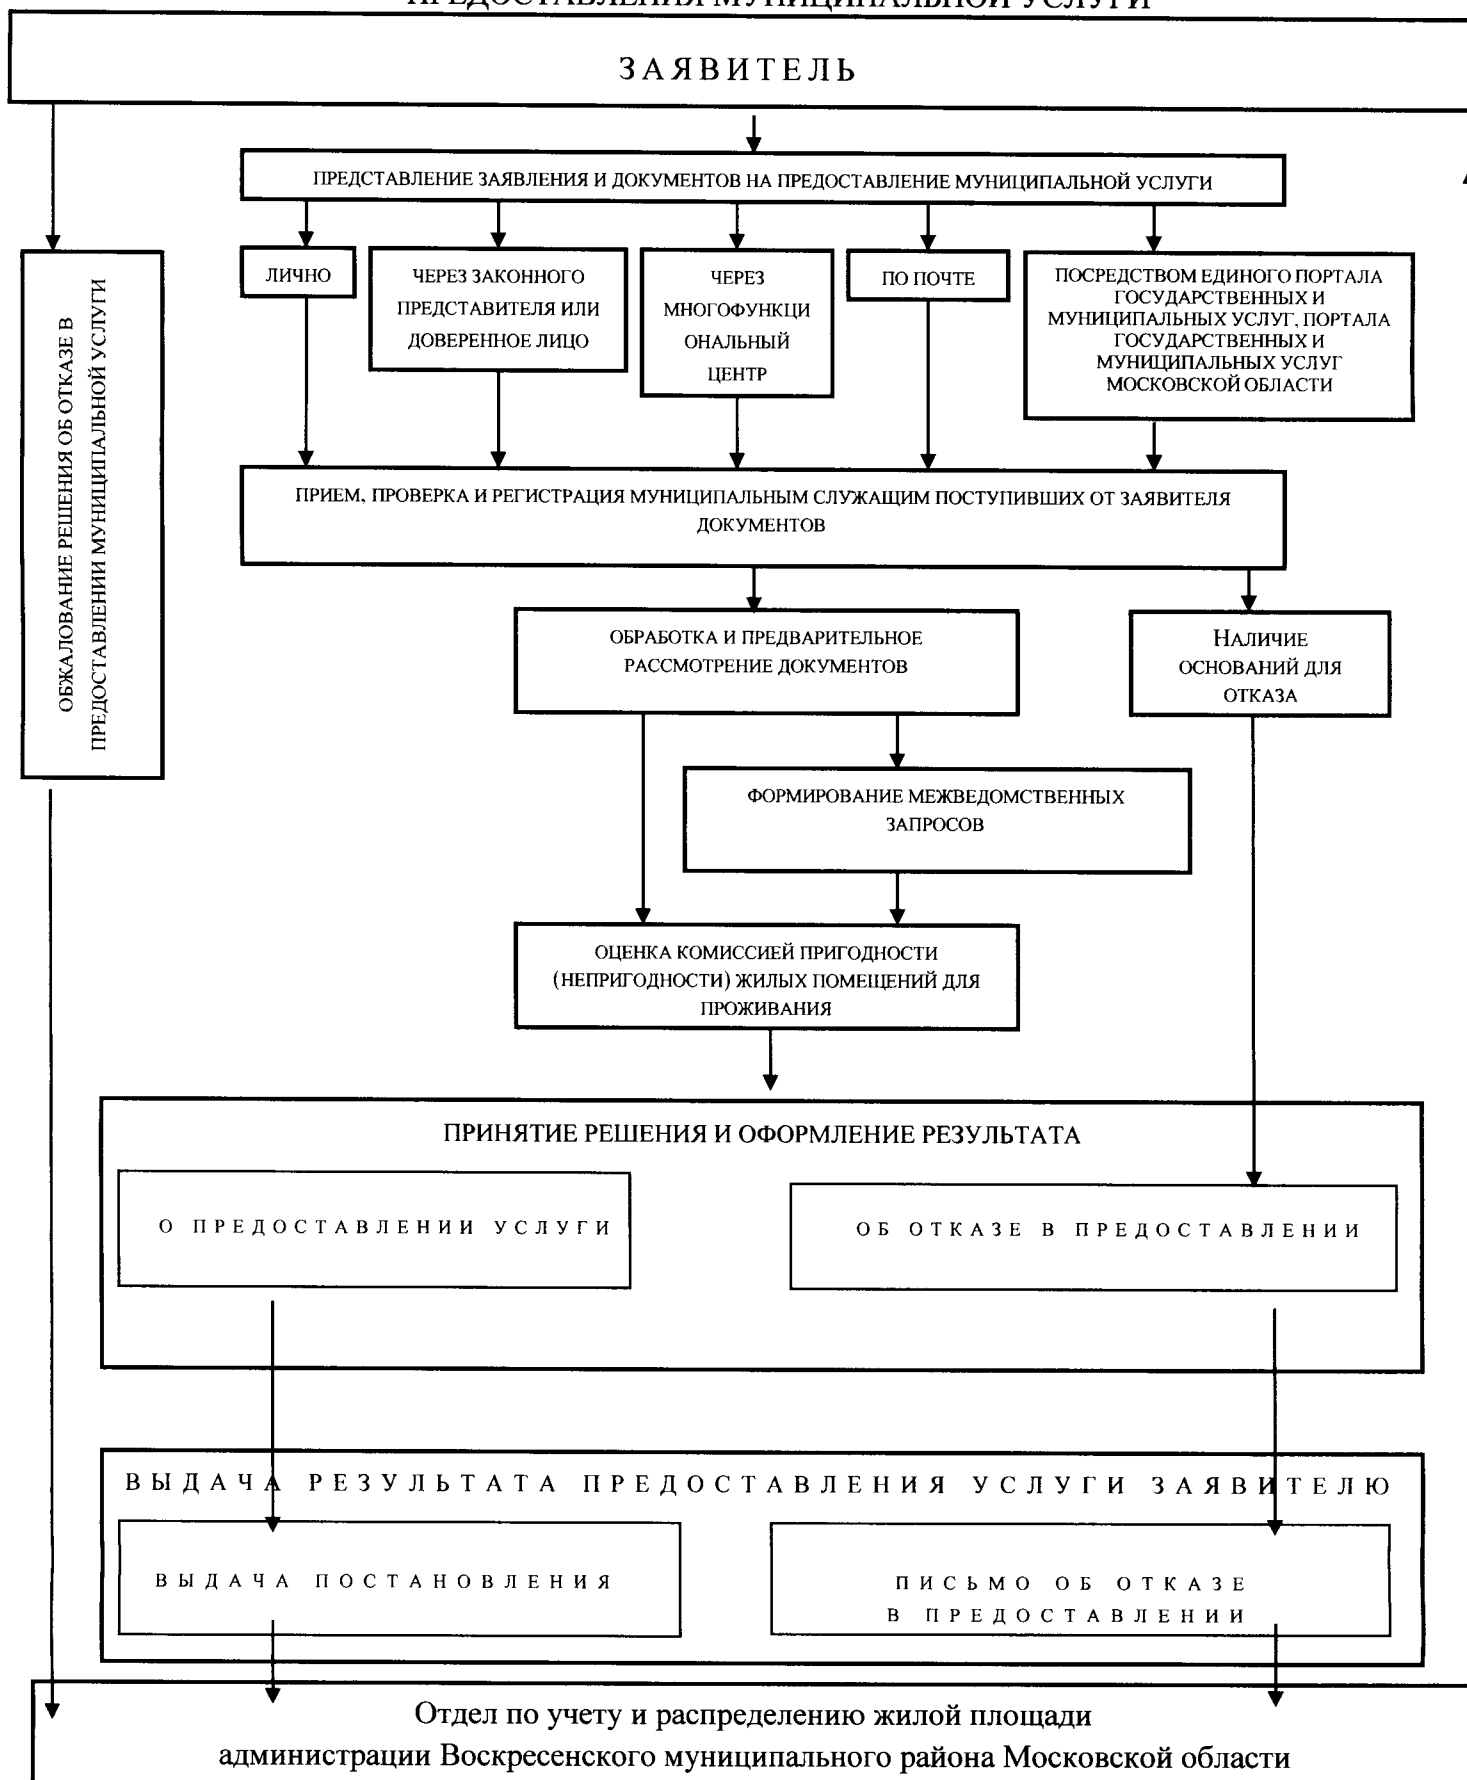 ПРЕДОСТАВЛЕНИЯ МУНИЦИПАЛЬНОЙ УСЛУГИ
ЗАЯВИТЕЛЬ
ПРЕДСТАВЛЕНИЕ ЗАЯВЛЕНИЯ И ДОКУМЕНТОВ НА ПРЕДОСТАВЛЕНИЕ МУНИЦИПАЛЬНОЙ УСЛУГИ
ЛИЧНО
ЧЕРЕЗ ЗАКОННОГО
ПРЕДСТАВИТЕЛЯ ИЛИ
ДОВЕРЕННОЕ ЛИЦО
ЧЕРЕЗ
МНОГОФУНКЦИ
ОНАЛЬНЫЙ
ЦЕНТР
ПО ПОЧТЕ
ПОСРЕДСТВОМ ЕДИНОГО ПОРТАЛА
ГОСУДАРСТВЕННЫХ И
МУНИЦИПАЛЬНЫХ УСЛУГ, ПОРТАЛА
ГОСУДАРСТВЕННЫХ И
МУНИЦИПАЛЬНЫХ УСЛУГ
МОСКОВСКОЙ ОБЛАСТИ
ОБЖАЛОВАНИЕ РЕШЕНИЯ ОБ ОТКАЗЕ В
ПРЕДОСТАВЛЕНИИ МУНИЦИПАЛЬНОЙ УСЛУГИ
ПРИЕМ, ПРОВЕРКА И РЕГИСТРАЦИЯ МУНИЦИПАЛЬНЫМ СЛУЖАЩИМ ПОСТУПИВШИХ ОТ ЗАЯВИТЕЛЯ
ДОКУМЕНТОВ
ОБРАБОТКА И ПРЕДВАРИТЕЛЬНОЕ
РАССМОТРЕНИЕ ДОКУМЕНТОВ
НАЛИЧИЕ
ОСНОВАНИЙ ДЛЯ
ОТКАЗА
ФОРМИРОВАНИЕ МЕЖВЕДОМСТВЕННЫХ
ЗАПРОСОВ
ОЦЕНКА КОМИССИЕЙ ПРИГОДНОСТИ
(НЕПРИГОДНОСТИ) ЖИЛЫХ ПОМЕЩЕНИЙ ДЛЯ
ПРОЖИВАНИЯ
ПРИНЯТИЕ РЕШЕНИЯ И ОФОРМЛЕНИЕ РЕЗУЛЬТАТА
О ПРЕДОСТАВЛЕНИИ УСЛУГИ
ОБ ОТКАЗЕ В ПРЕДОСТАВЛЕНИИ
ВЫДАЧА РЕЗУЛЬТАТА ПРЕДОСТАВЛЕНИЯ УСЛУГИ ЗАЯВИТЕЛЮ
ВЫДАЧА ПОСТАНОВЛЕНИЯ
ПИСЬМО ОБ ОТКАЗЕ
В ПРЕДОСТАВЛЕНИИ
Отдел по учету и распределению жилой площади
администрации Воскресенского муниципального района Московской области